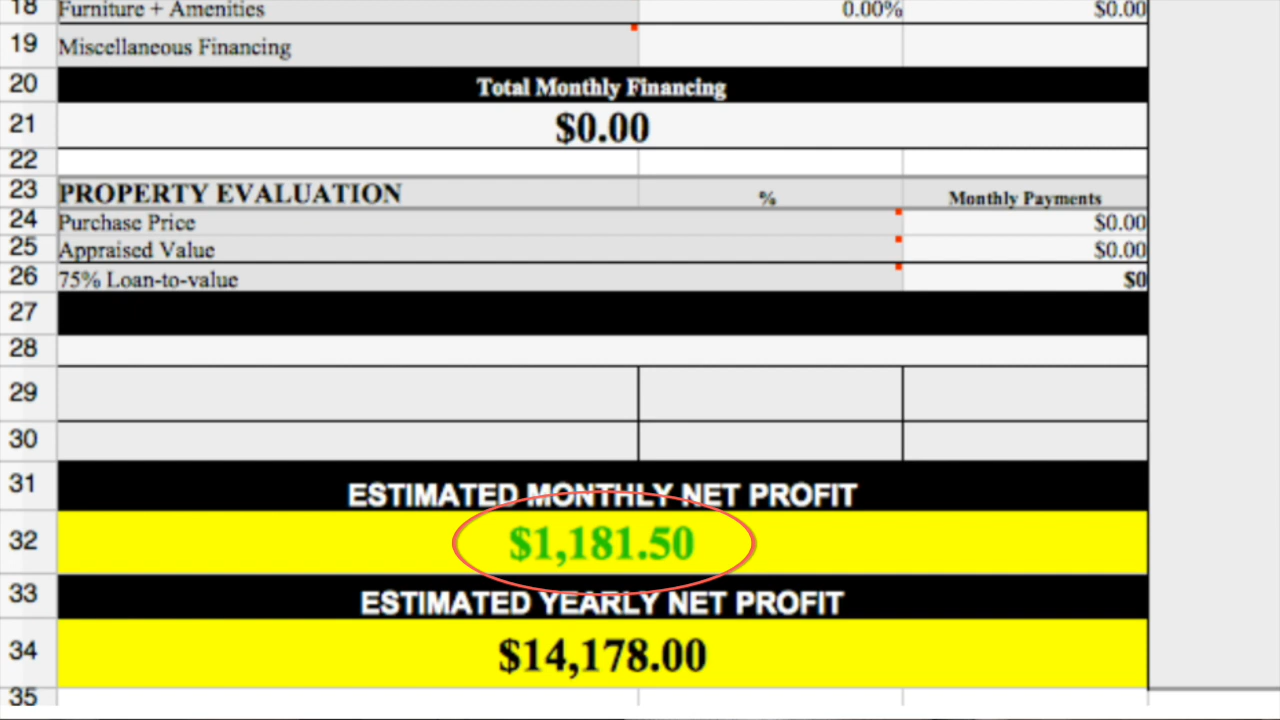 18 Furniture + Amenities 0.00% $0.00
19 Miscellaneous Financing
20 Total Monthly Financing
21 $0.00
22
23 PROPERTY EVALUATION % Monthly Payments
24 Purchase Price $0.00
25 Appraised Value $0.00
26 75% Loan-to-value $0
27
28
29
30
31 ESTIMATED MONTHLY NET PROFIT
32 $1,181.50
33 ESTIMATED YEARLY NET PROFIT
34 $14,178.00
35